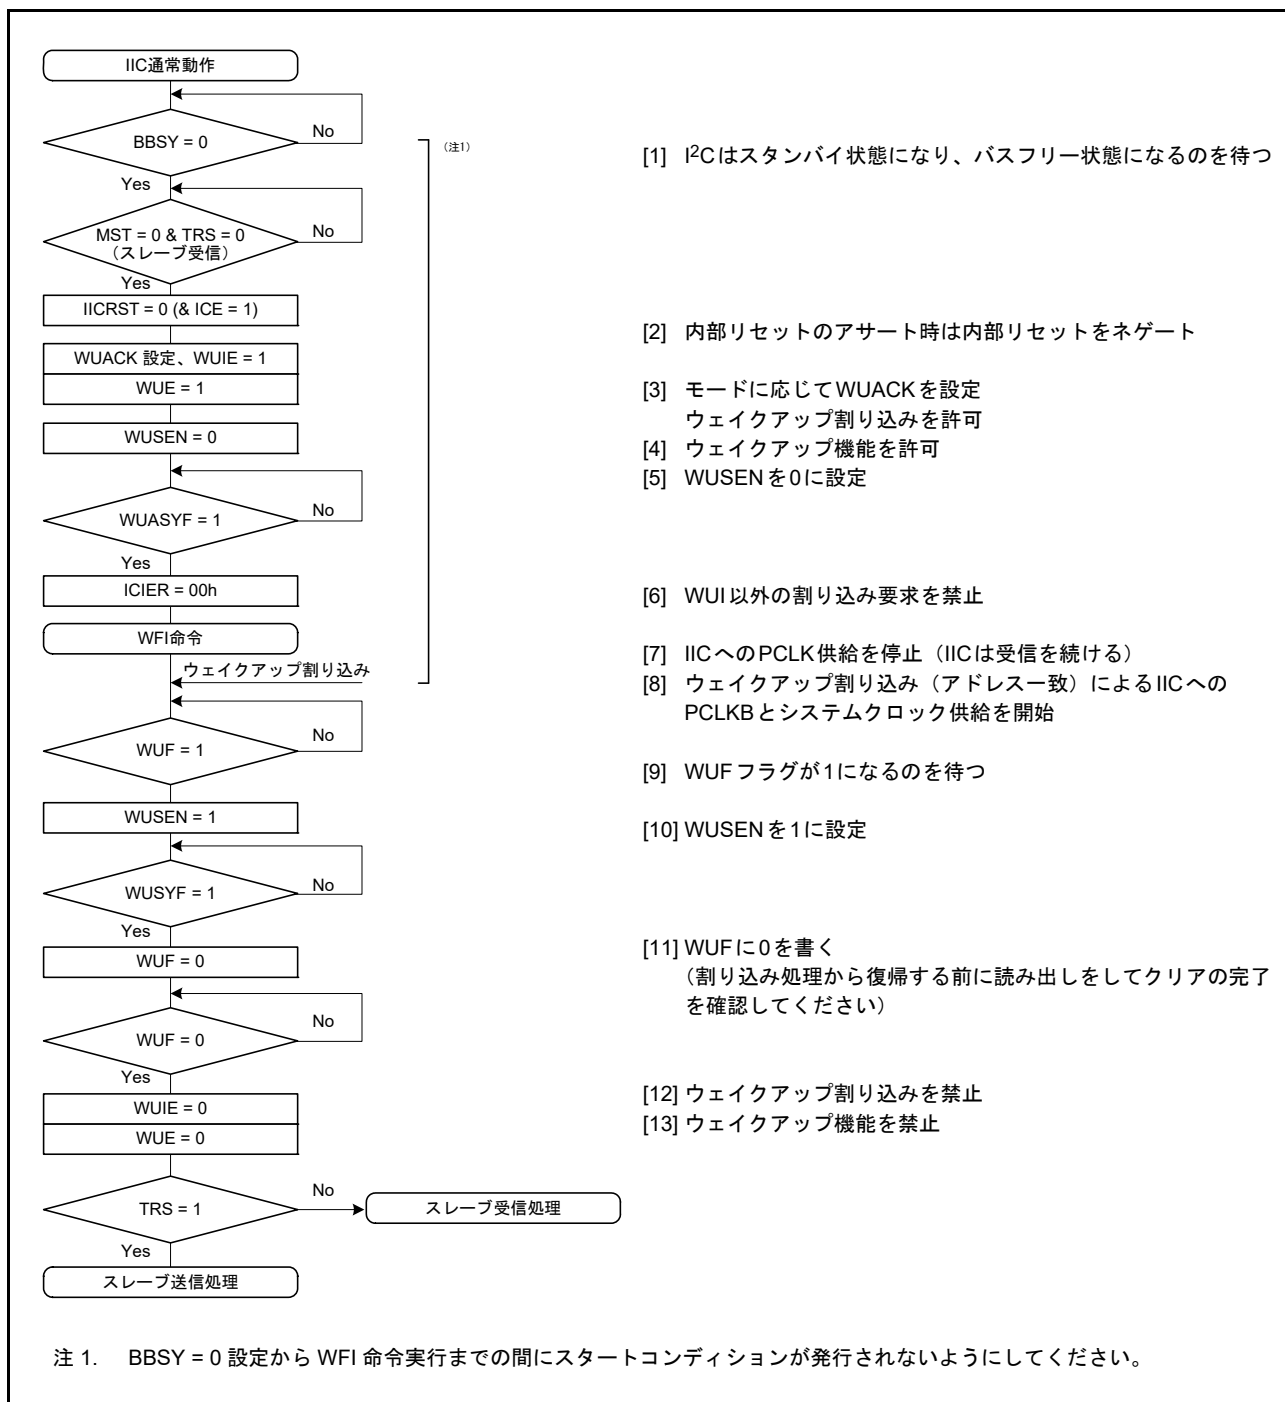 IIC通常動作
BBSY = 0
No
Yes
(注1)
MST = 0 & TRS = 0
（スレーブ受信）
No
Yes
IICRST = 0 (& ICE = 1)
WUACK 設定、WUIE = 1
WUE = 1
WUSEN = 0
WUASYF = 1
No
Yes
ICIER = 00h
WFI命令
ウェイクアップ割り込み
WUF = 1
No
WUSEN = 1
WUSYF = 1
No
Yes
WUF = 0
WUF = 0
No
Yes
WUIE = 0
WUE = 0
TRS = 1
No
スレーブ受信処理
Yes
スレーブ送信処理
[1] I2Cはスタンバイ状態になり、バスフリー状態になるのを待つ
[2] 内部リセットのアサート時は内部リセットをネゲート
[3] モードに応じてWUACKを設定
ウェイクアップ割り込みを許可
[4] ウェイクアップ機能を許可
[5] WUSENを0に設定
[6] WUI以外の割り込み要求を禁止
[7] IICへのPCLK供給を停止（IICは受信を続ける）
[8] ウェイクアップ割り込み（アドレス一致）によるIICへの
PCLKBとシステムクロック供給を開始
[9] WUFフラグが1になるのを待つ
[10] WUSENを1に設定
[11] WUFに0を書く
（割り込み処理から復帰する前に読み出しをしてクリアの完了
を確認してください）
[12] ウェイクアップ割り込みを禁止
[13] ウェイクアップ機能を禁止
注 1. BBSY = 0 設定から WFI 命令実行までの間にスタートコンディションが発行されないようにしてください。